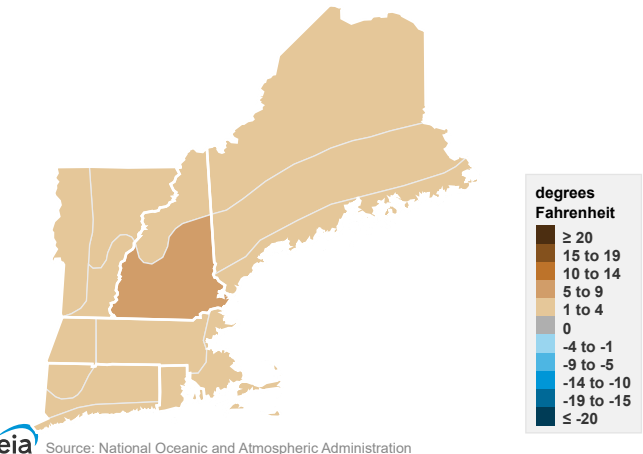 degrees
Fahrenheit
≥ 20
15 to 19
10 to 14
5 to 9
1 to 4
0
-4 to -1
-9 to -5
-14 to -10
-19 to -15
≤ -20
eia Source: National Oceanic and Atmospheric Administration